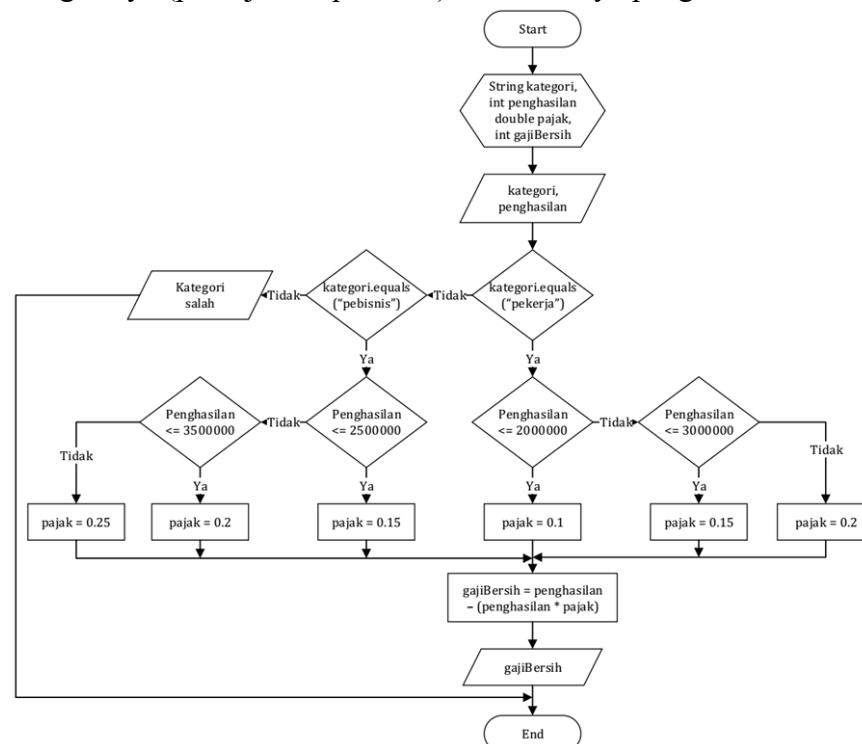 Start
String kategori,
int penghasilan
double pajak,
int gajiBersih
kategori,
penghasilan
Kategori
salah
Tidak
kategori.equals
("pebisnis")
Tidak
kategori.equals
("pekerja")
Ya
Ya
Penghasilan
<= 3500000
Tidak
Penghasilan
<= 2500000
Penghasilan
<= 2000000
Tidak
Penghasilan
<= 3000000
Tidak
Tidak
Ya
Ya
Ya
Ya
pajak = 0.25
pajak = 0.2
pajak = 0.15
pajak = 0.1
pajak = 0.15
pajak = 0.2
gajiBersih = penghasilan
– (penghasilan * pajak)
gajiBersih
End